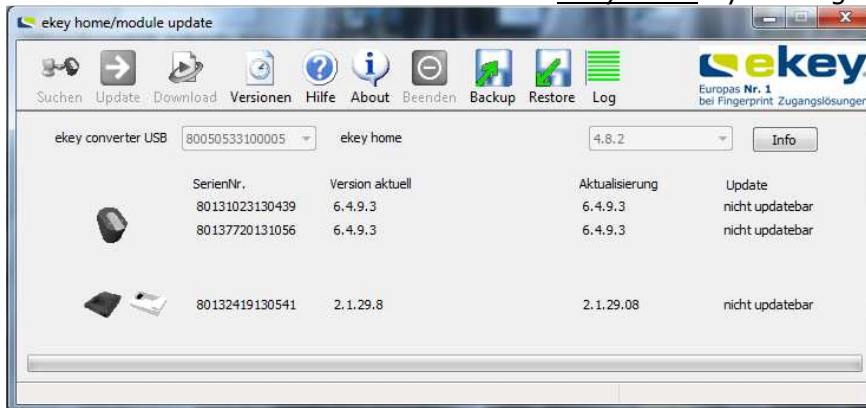 ekey home/module update
Suchen Update Download Versionen Hilfe About Beenden Backup Restore Log
ekey
Europas Nr. 1
bei Fingerprint Zugangslösungen
ekey converter USB 80050533100005 ekey home 4.8.2 Info
SerienNr. Version aktuell Aktualisierung Update
80131023130439 6.4.9.3 6.4.9.3 nicht updatebar
80137720131056 6.4.9.3 6.4.9.3 nicht updatebar
80132419130541 2.1.29.8 2.1.29.08 nicht updatebar